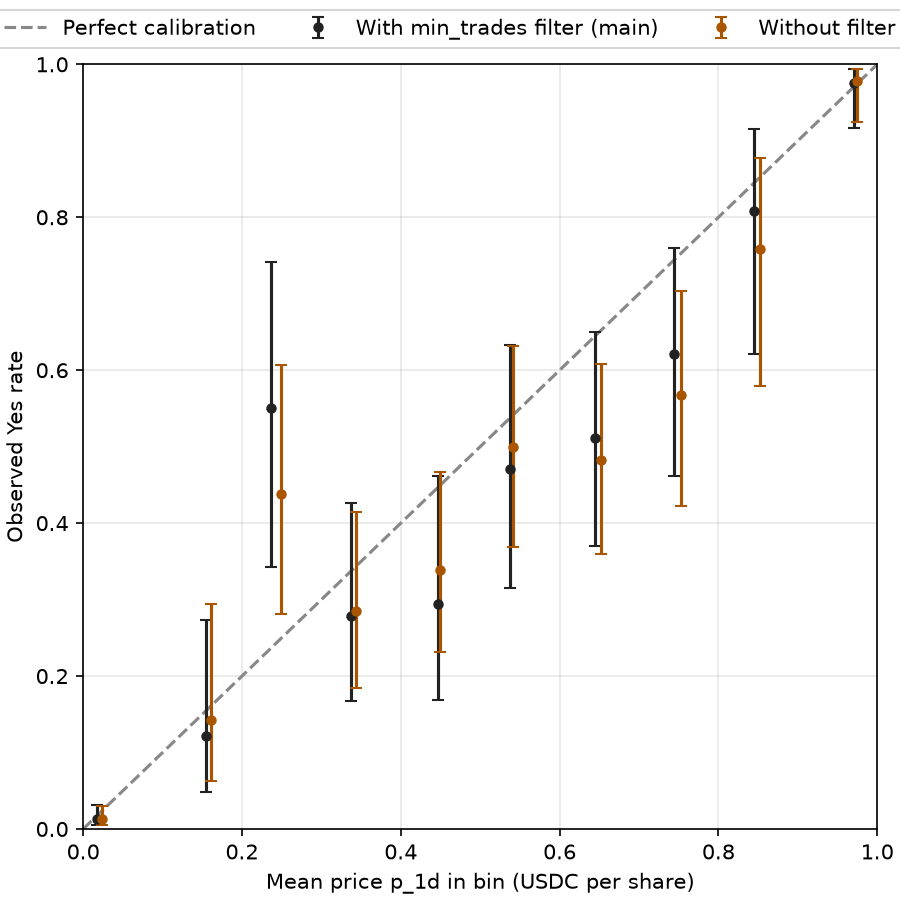 Perfect calibration
With min_trades filter (main)
Without filter
1.0
0.8
0.6
0.4
0.2
0.0
Observed Yes rate
0.0 0.2 0.4 0.6 0.8 1.0
Mean price p_1d in bin (USDC per share)